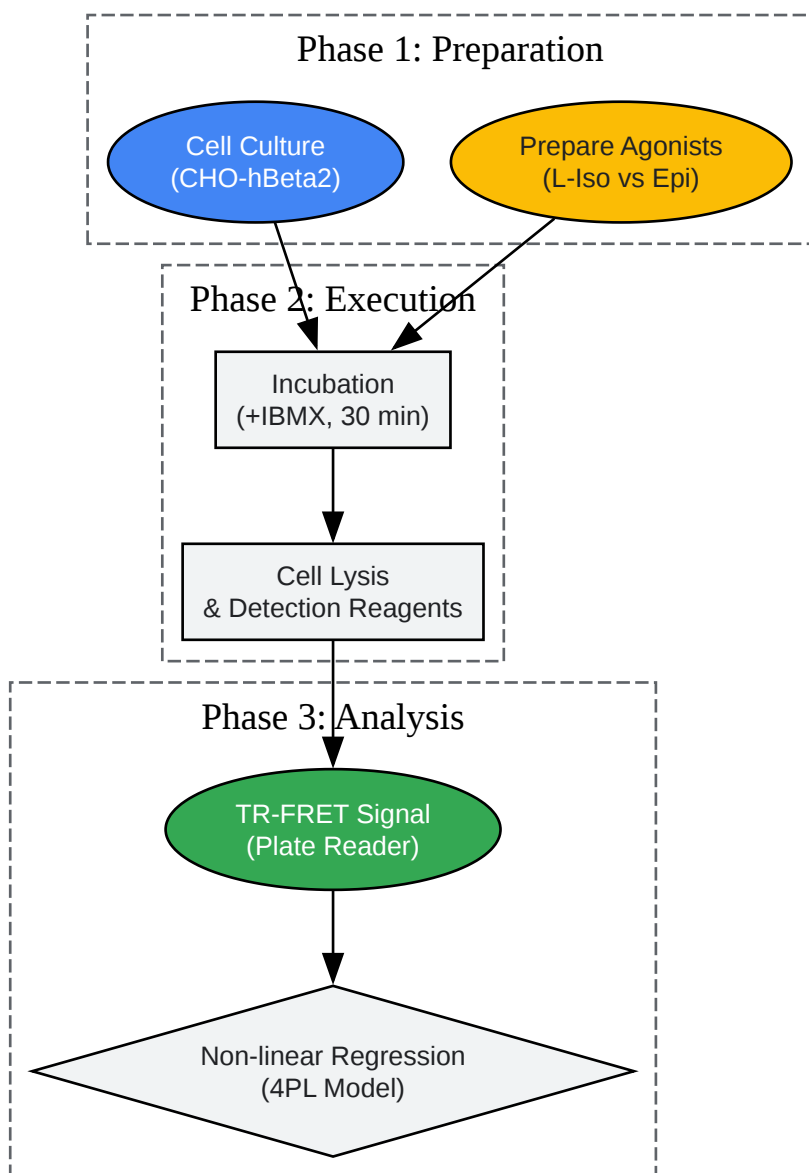 Phase 1: Preparation
Cell Culture
(CHO-hBeta2)
Prepare Agonists
(L-Iso vs Epi)
Phase 2: Execution
Incubation
(+IBMX, 30 min)
Cell Lysis
& Detection Reagents
Phase 3: Analysis
TR-FRET Signal
(Plate Reader)
Non-linear Regression
(4PL Model)